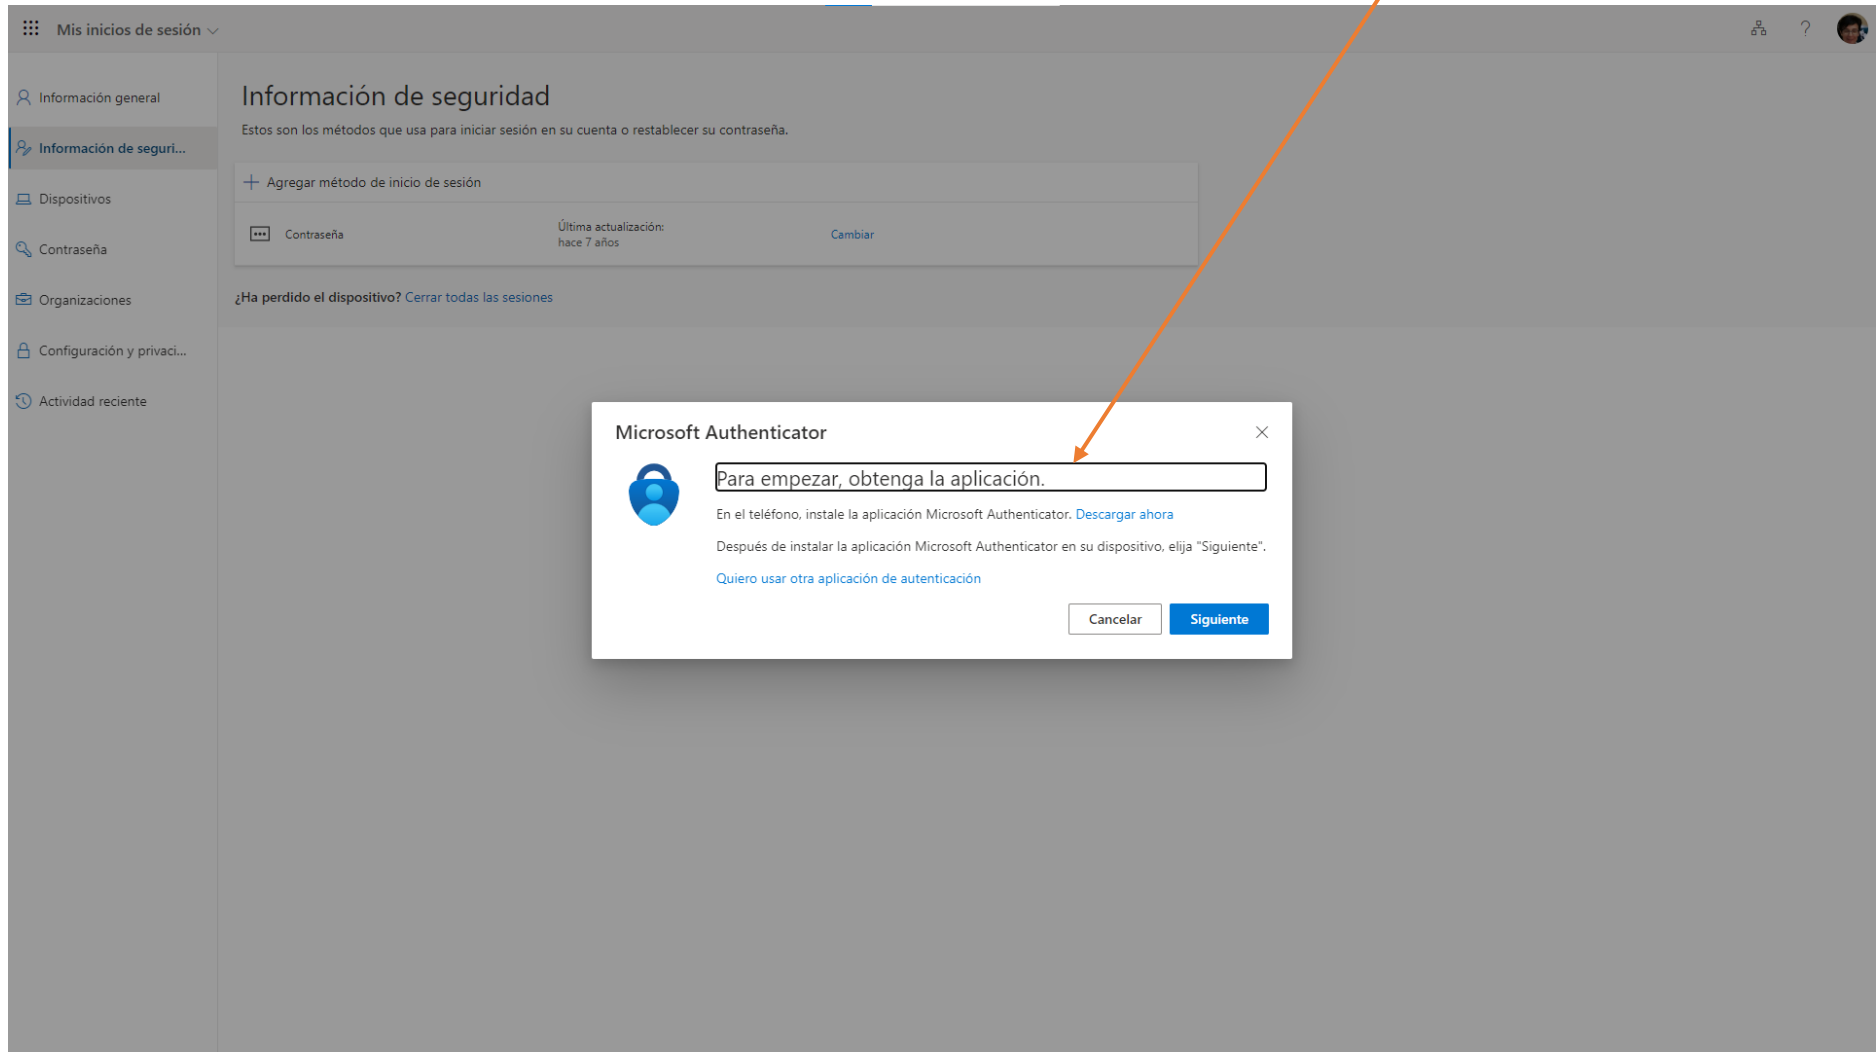 Mis inicios de sesión
?
Información general
Información de seguri...
Dispositivos
Contraseña
Organizaciones
Configuración y privaci...
Actividad reciente
Información de seguridad
Estos son los métodos que usa para iniciar sesión en su cuenta o restablecer su contraseña.
Agregar método de inicio de sesión
Contraseña
Última actualización:
hace 7 años
Cambiar
¿Ha perdido el dispositivo? Cerrar todas las sesiones
Microsoft Authenticator
Para empezar, obtenga la aplicación.
En el teléfono, instale la aplicación Microsoft Authenticator. Descargar ahora
Después de instalar la aplicación Microsoft Authenticator en su dispositivo, elija "Siguiente".
Quiero usar otra aplicación de autenticación
Cancelar
Siguiente